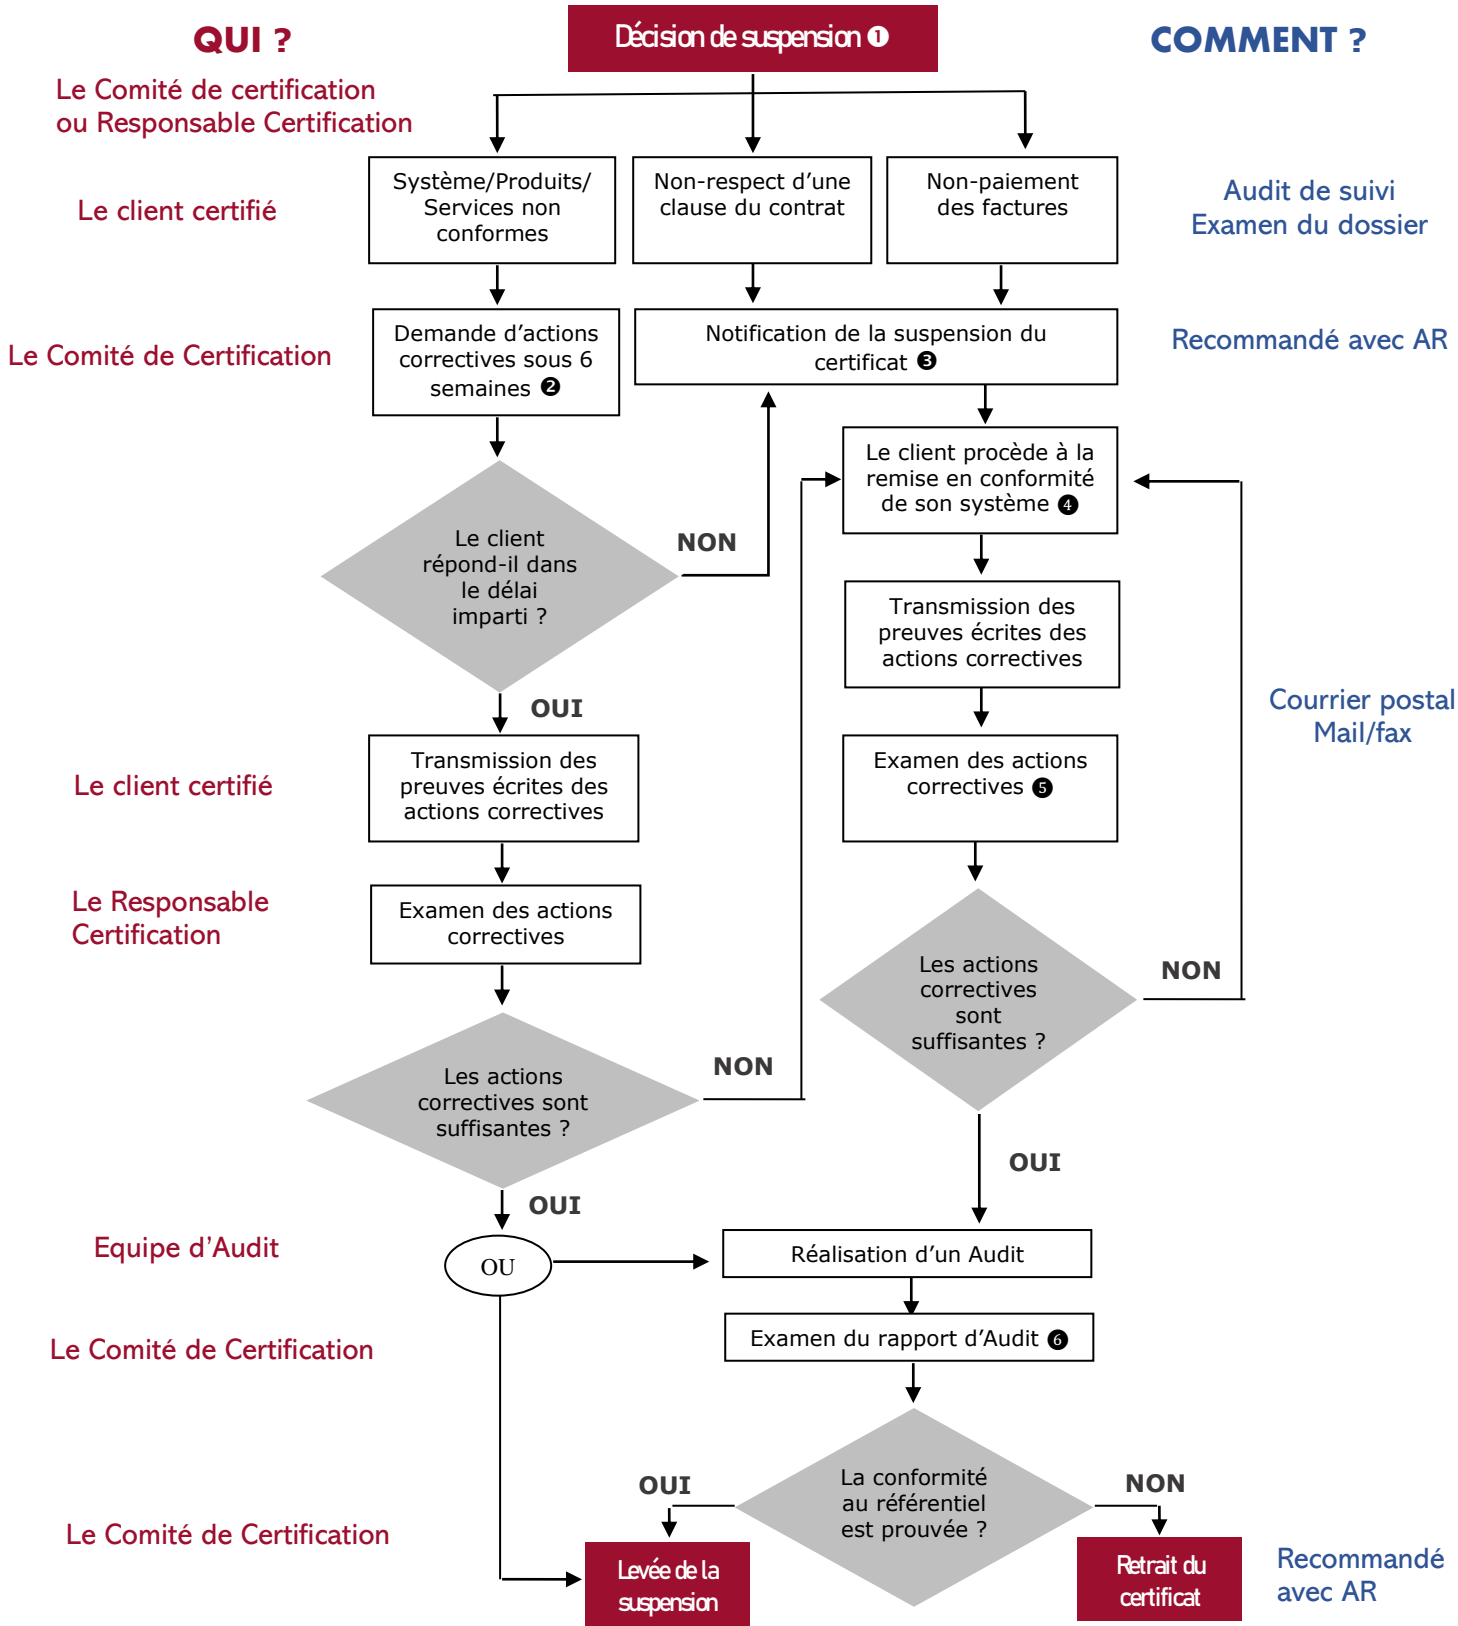 QUI ?
Décision de suspension ❶
COMMENT ?
Le Comité de certification
ou Responsable Certification
Le client certifié
Système/Produits/
Services non
conformes
Non-respect d’une
clause du contrat
Non-paiement
des factures
Audit de suivi
Examen du dossier
Le Comité de Certification
Demande d’actions
correctives sous 6
semaines ❷
Notification de la suspension du
certificat ❸
Recommandé avec AR
Le client procède à la
remise en conformité
de son système ❹
Le client
répond-il dans
le délai
imparti ?
NON
Transmission des
preuves écrites des
actions correctives
OUI
Courrier postal
Mail/fax
Le client certifié
Transmission des
preuves écrites des
actions correctives
Examen des actions
correctives ❺
Le Responsable
Certification
Examen des actions
correctives
Les actions
correctives
sont
suffisantes ?
NON
Les actions
correctives sont
suffisantes ?
NON
OUI
OUI
Equipe d’Audit
OU
Réalisation d’un Audit
Le Comité de Certification
Examen du rapport d’Audit ❻
La conformité
au référentiel
est prouvée ?
OUI
NON
Le Comité de Certification
Levée de la
suspension
Retrait du
certificat
Recommandé
avec AR